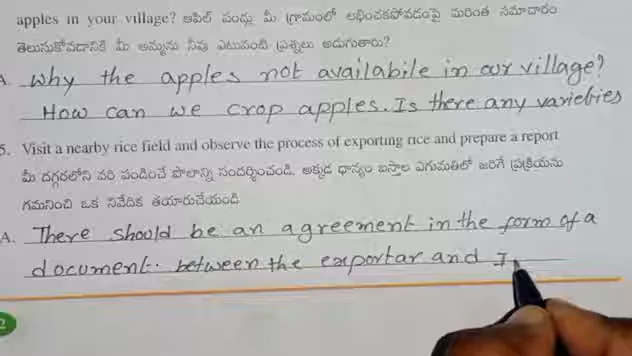 apples in your village? ఆపిల్ పండ్లు మీ గ్రామంలో లభించకపోవడంపై మరింత సమాచారం
తెలుసుకోవడానికి మీ అమ్మను నీవు ఎటువంటి ప్రశ్నలు అడుగుతారు?
A. Why the apples not availabile in our village?
How can we crop apples. Is there any varieties
5. Visit a nearby rice field and observe the process of exporting rice and prepare a report
మీ దగ్గరలోని వరి పండించే పొలాన్ని సందర్శించండి. అక్కడ ధాన్యం బస్తాల ఎగుమతిలో జరిగే ప్రక్రియను
గమనించి ఒక నివేదిక తయారుచేయండి
A. There should be an agreement in the form of a
document. between the exportar and I
2